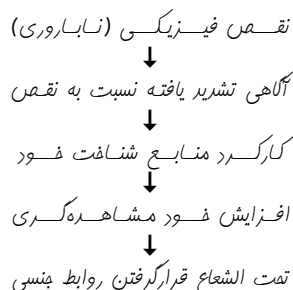 نقص فیزیکی (ناباروری)
آگاهی تشریر یافته نسبت به نقص
کارکرد منابع شناخت خود
افزایش خود مشاهده‌گری
تحت الشعاع قرارگرفتن روابط جنسی